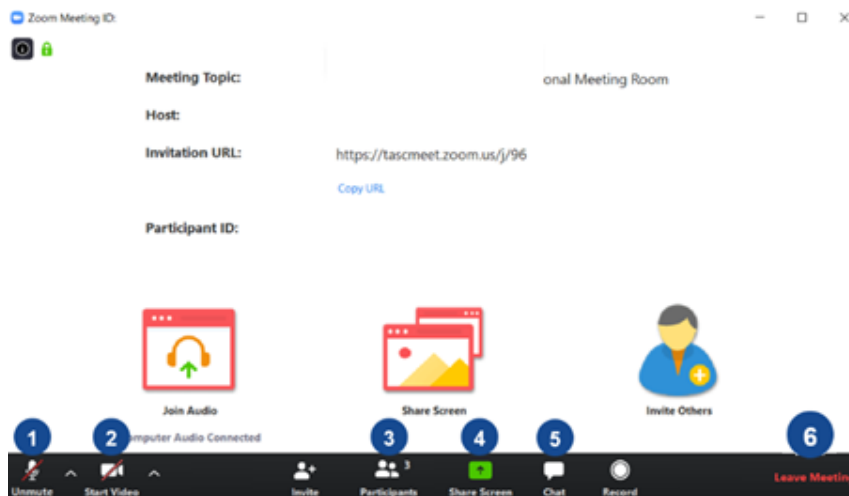 Zoom Meeting ID:
Meeting Topic: onal Meeting Room
Host:
Invitation URL: https://tascmeet.zoom.us/j/96
Copy URL
Participant ID:
Join Audio Share Screen Invite Others
omputer Audio Connected
1 2 3 4 5 6
3
Unmute Start Video Invite Participants Share Screen Chat Record Leave Meetin